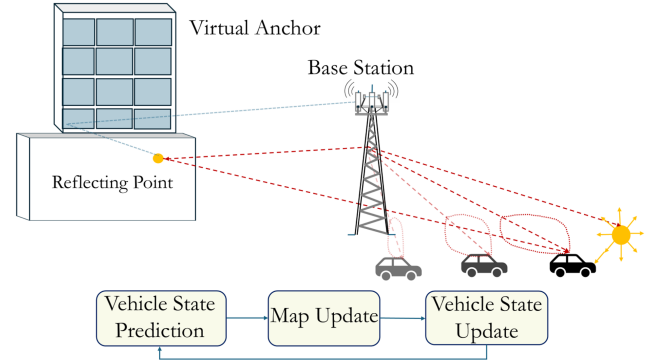 Virtual Anchor
Base Station
Reflecting Point
Vehicle State
Prediction
Map Update
Vehicle State
Update